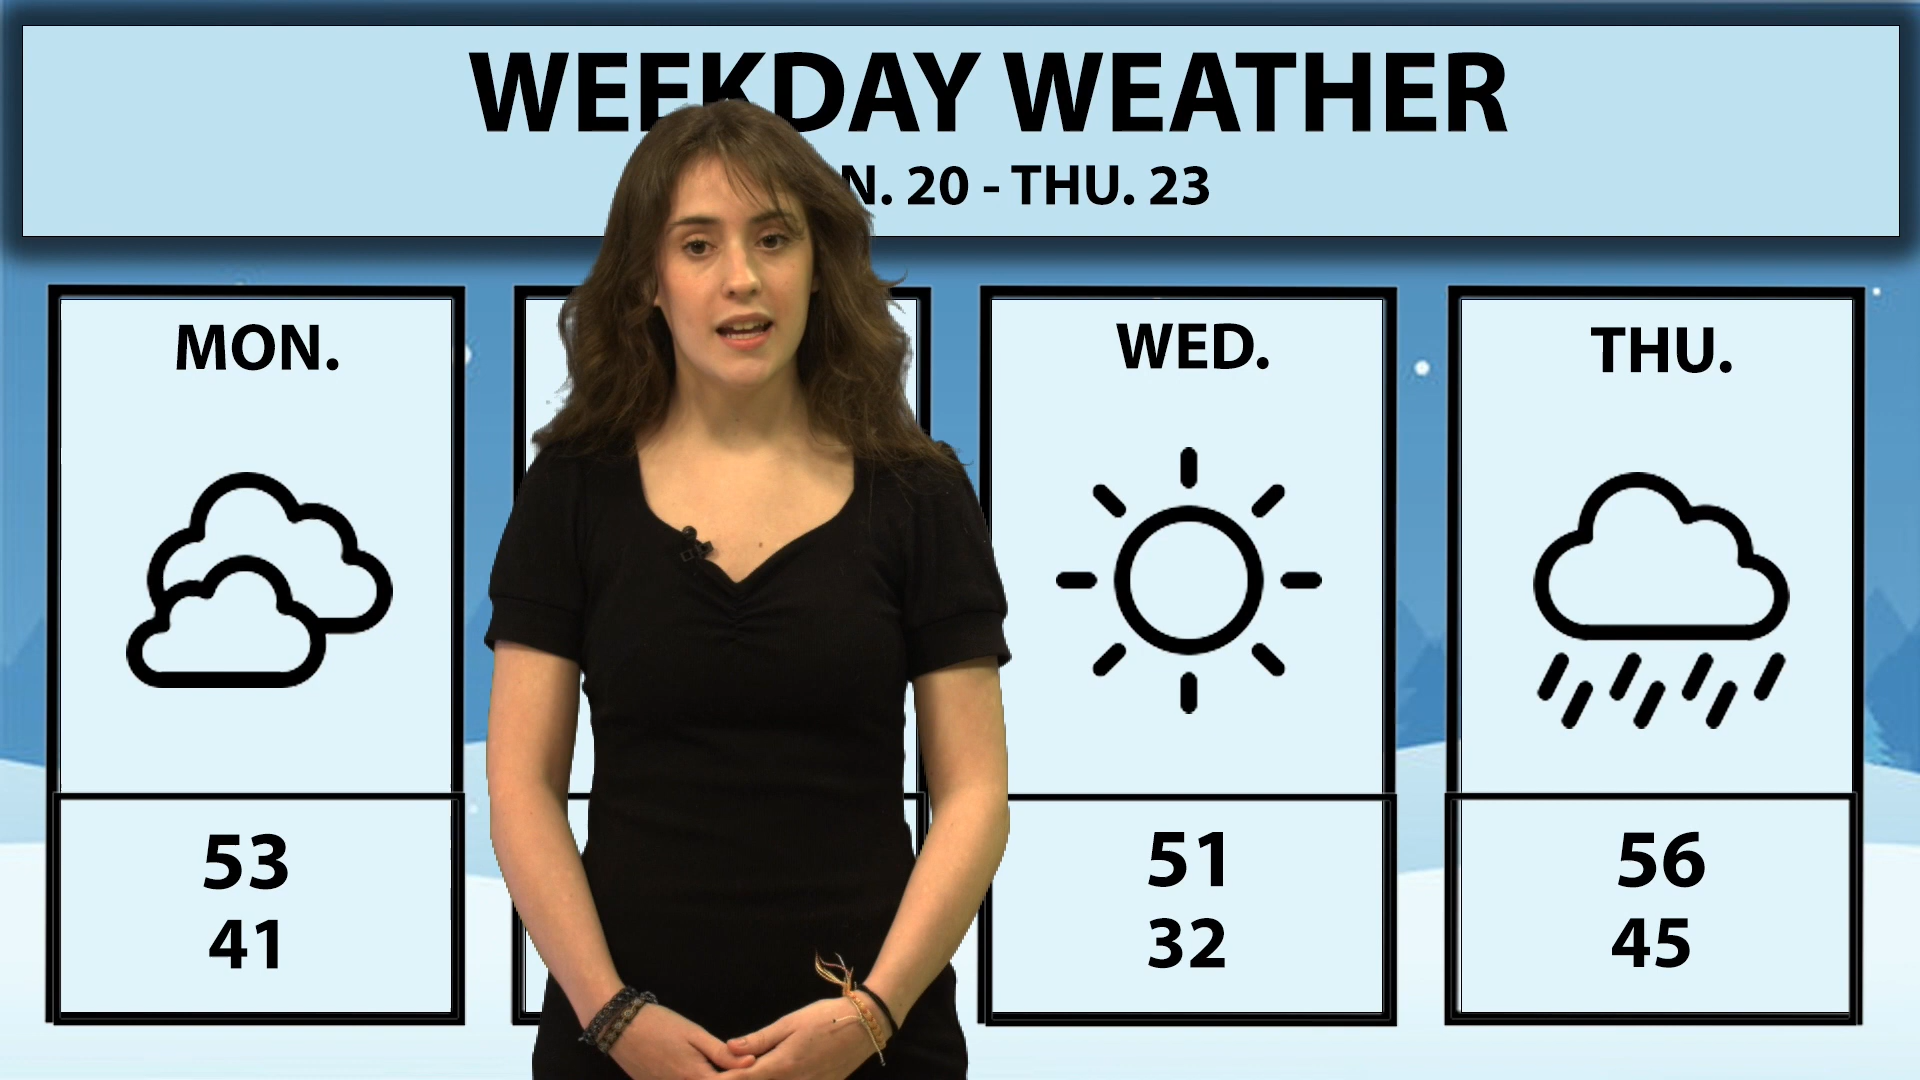 WEEKDAY WEATHER
N. 20 - THU. 23
MON.
WED.
THU.
53
41
51
32
56
45